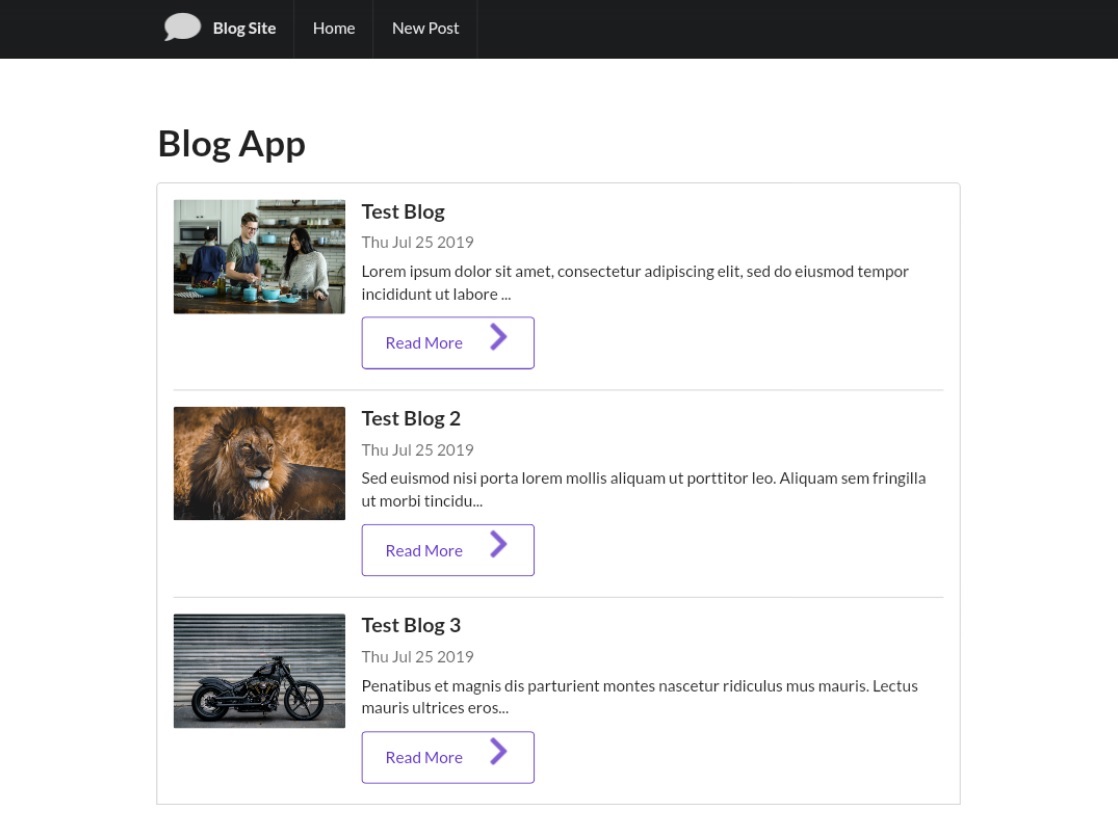 Blog Site Home New Post
Blog App
Test Blog
Thu Jul 25 2019
Lorem ipsum dolor sit amet, consectetur adipiscing elit, sed do eiusmod tempor
incididunt ut labore ...
Read More
Test Blog 2
Thu Jul 25 2019
Sed euismod nisi porta lorem mollis aliquam ut porttitor leo. Aliquam sem fringilla
ut morbi tincidu...
Read More
Test Blog 3
Thu Jul 25 2019
Penatibus et magnis dis parturient montes nascetur ridiculus mus mauris. Lectus
mauris ultrices eros...
Read More